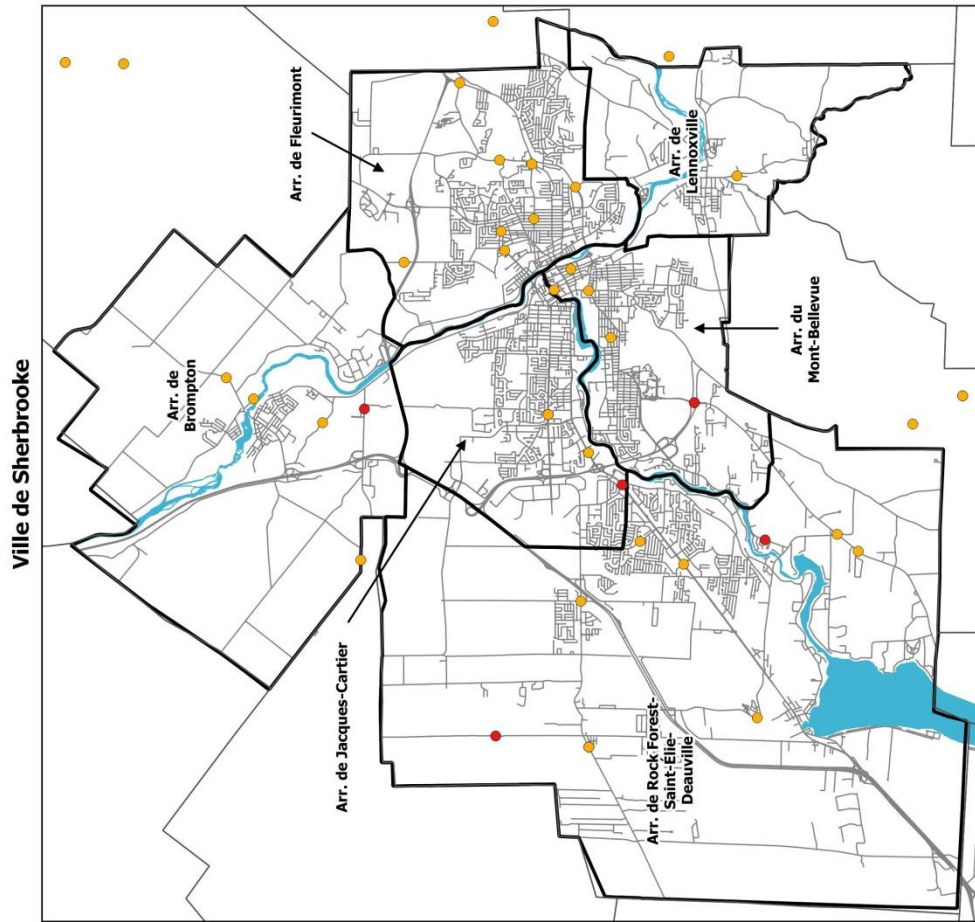 Ville de Sherbrooke
Arr. de Fleurimont
Arr. de
Brompton
Arr. de
Lennoxville
Arr. du
Mont-Bellevue
Arr. de Jacques-Cartier
Arr. de Rock Forest-
Saint-Elie-
Deauville